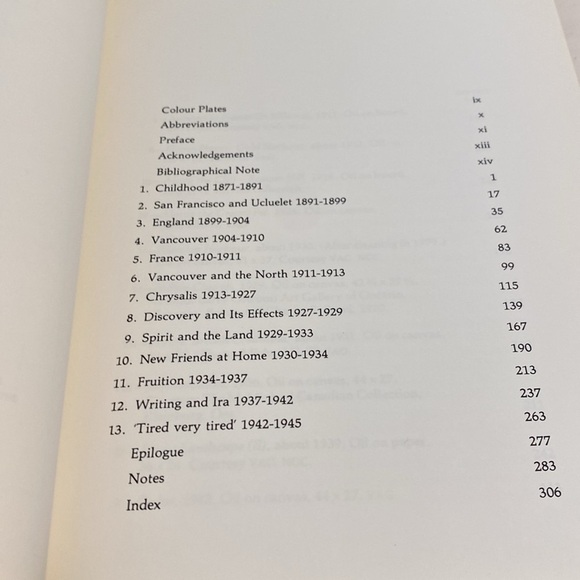 Colour Plates ix
Abbreviations x
Preface xi
Acknowledgements xiii
Bibliographical Note xiv
1. Childhood 1871-1891 1
2. San Francisco and Ucluelet 1891-1899 17
3. England 1899-1904 35
4. Vancouver 1904-1910 62
5. France 1910-1911 83
6. Vancouver and the North 1911-1913 99
7. Chrysalis 1913-1927 115
8. Discovery and Its Effects 1927-1929 139
9. Spirit and the Land 1929-1933 167
10. New Friends at Home 1930-1934 190
11. Fruition 1934-1937 213
12. Writing and Ira 1937-1942 237
13. 'Tired very tired' 1942-1945 263
Epilogue 277
Notes 283
Index 306